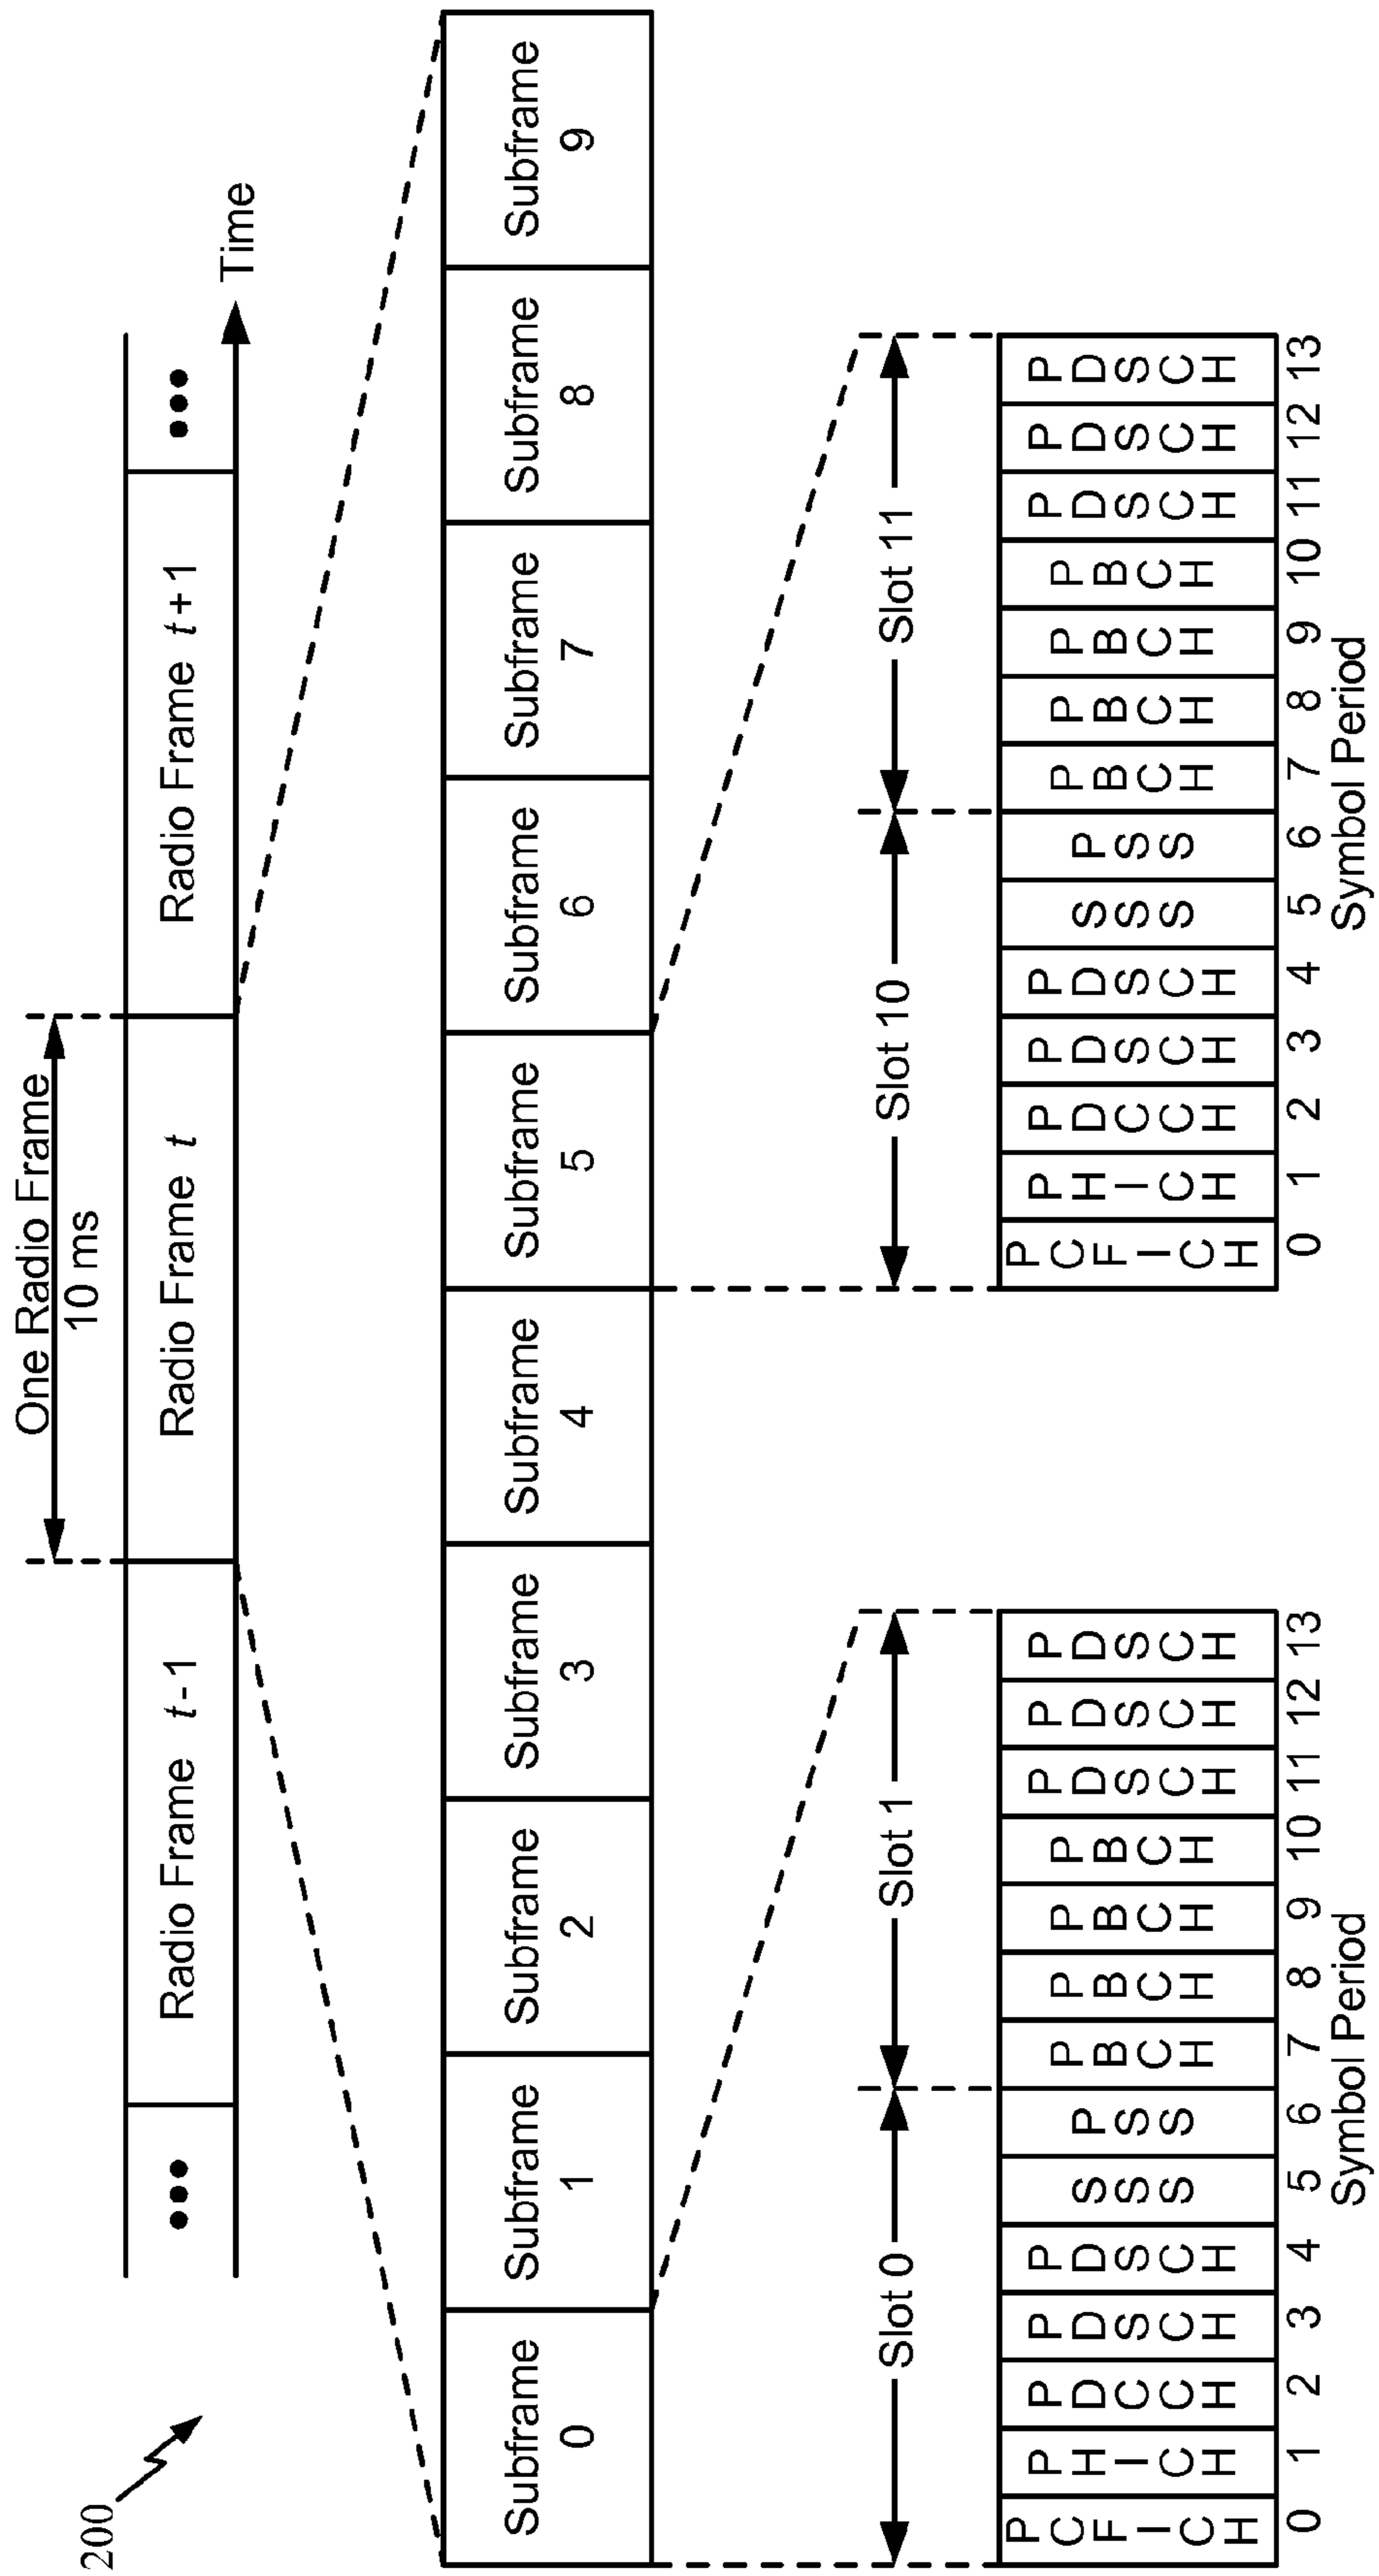 200
One Radio Frame
10 ms
••• Radio Frame t-1 Radio Frame t Radio Frame t+1 •••
Time
Subframe 0 Subframe 1 Subframe 2 Subframe 3 Subframe 4 Subframe 5 Subframe 6 Subframe 7 Subframe 8 Subframe 9
Slot 0 Slot 1 Slot 10 Slot 11
PCFICH PHICH PDCCH PDSCH PDSCH SSS PSS PBCH PBCH PBCH PBCH PDSCH PDSCH PDSCH
0 1 2 3 4 5 6 7 8 9 10 11 12 13
Symbol Period
PCFICH PHICH PDCCH PDSCH PDSCH SSS PSS PBCH PBCH PBCH PBCH PDSCH PDSCH PDSCH
0 1 2 3 4 5 6 7 8 9 10 11 12 13
Symbol Period